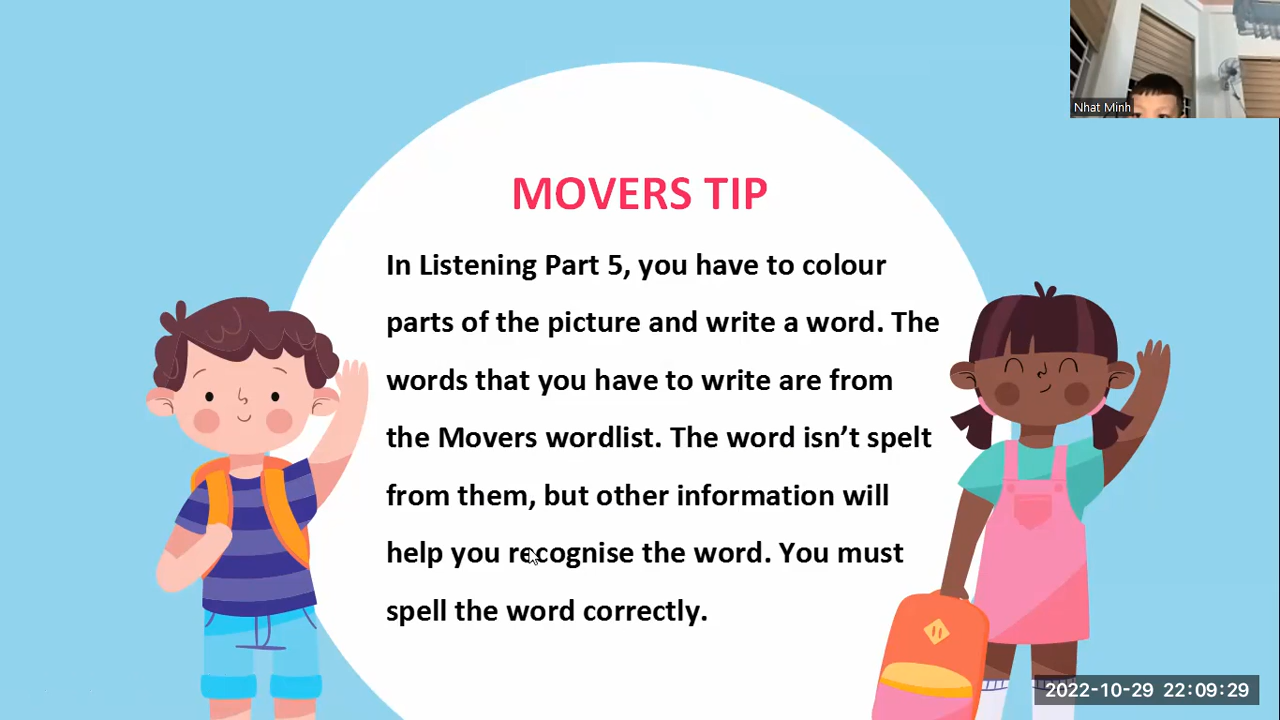 Nhat Minh
MOVERS TIP
In Listening Part 5, you have to colour
parts of the picture and write a word. The
words that you have to write are from
the Movers wordlist. The word isn’t spelt
from them, but other information will
help you recognise the word. You must
spell the word correctly.
2022-10-29 22:09:29